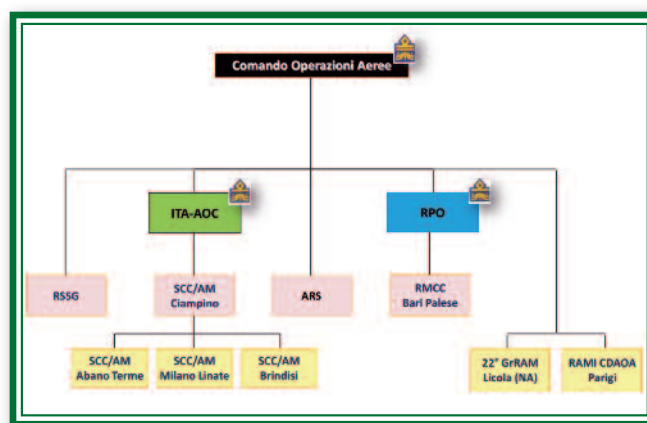 Comando Operazioni Aeree
ITA-AOC
RPO
RSSG
SCC/AM
Ciampino
ARS
RMCC
Bari Palese
SCC/AM
Abano Terme
SCC/AM
Milano Linate
SCC/AM
Brindisi
22° GrRAM
Licola (NA)
RAMI CDAOA
Parigi